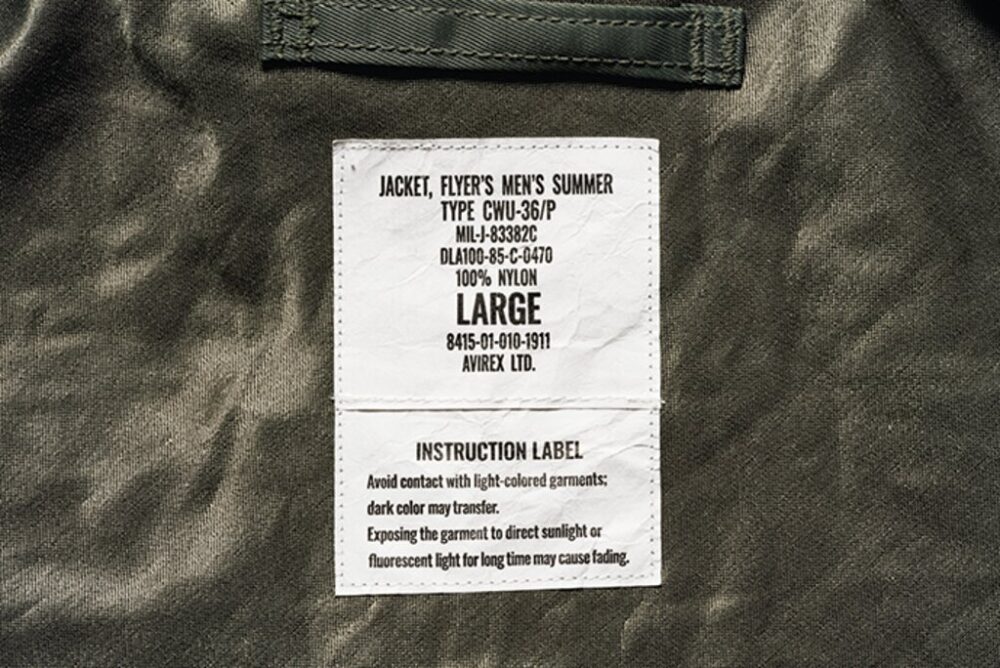 JACKET, FLYER'S MEN'S SUMMER
TYPE CWU-36/P
MIL-J-83382C
DLA100-85-C-0470
100% NYLON
LARGE
8415-01-010-1911
AVIREX LTD.
INSTRUCTION LABEL
Avoid contact with light-colored garments;
dark color may transfer.
Exposing the garment to direct sunlight or
fluorescent light for long time may cause fading.